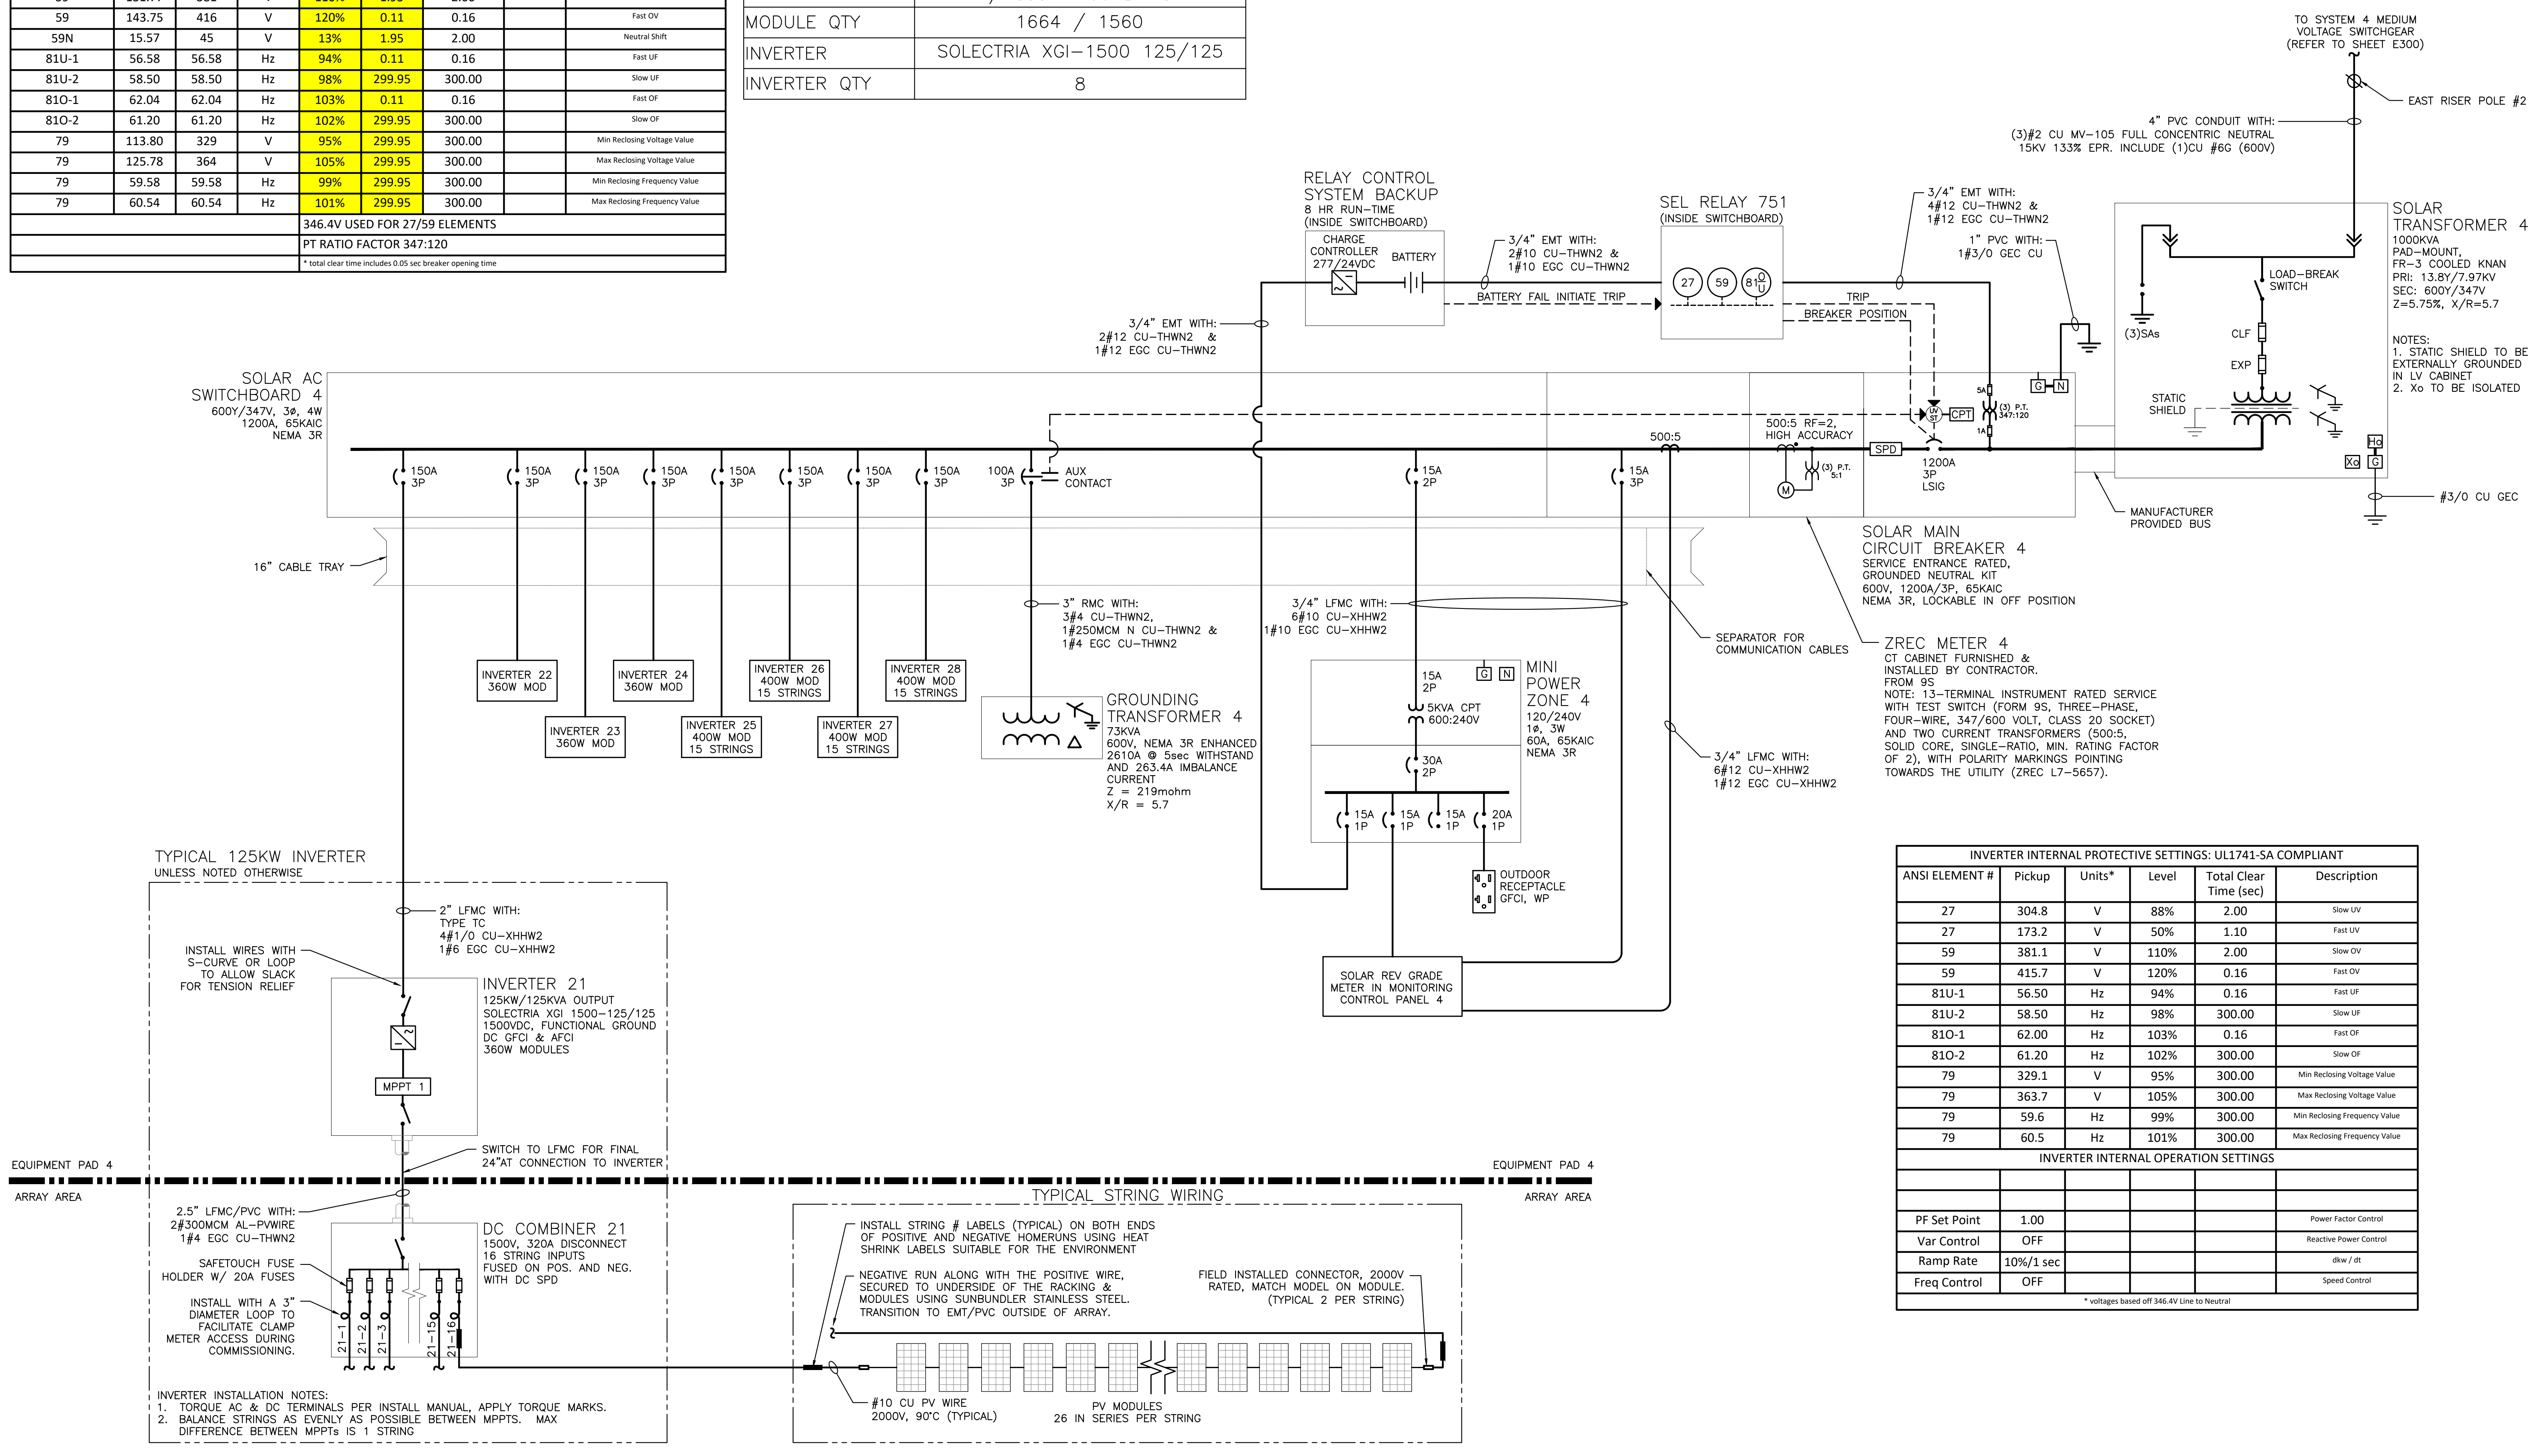 59 143.75 416 V 120% 0.11 0.16 Fast OV
59N 15.57 45 V 13% 1.95 2.00 Neutral Shift
81U-1 56.58 56.58 Hz 94% 0.11 0.16 Fast UF
81U-2 58.50 58.50 Hz 98% 299.95 300.00 Slow UF
81O-1 62.04 62.04 Hz 103% 0.11 0.16 Fast OF
81O-2 61.20 61.20 Hz 102% 299.95 300.00 Slow OF
79 113.80 329 V 95% 299.95 300.00 Min Reclosing Voltage Value
79 125.78 364 V 105% 299.95 300.00 Max Reclosing Voltage Value
79 59.58 59.58 Hz 99% 299.95 300.00 Min Reclosing Frequency Value
79 60.54 60.54 Hz 101% 299.95 300.00 Max Reclosing Frequency Value
346.4V USED FOR 27/59 ELEMENTS
PT RATIO FACTOR 347:120
* total clear time includes 0.05 sec breaker opening time
MODULE QTY 1664 / 1560
INVERTER SOLECTRIA XGI-1500 125/125
INVERTER QTY 8
TO SYSTEM 4 MEDIUM
VOLTAGE SWITCHGEAR
(REFER TO SHEET E300)
EAST RISER POLE #2
4" PVC CONDUIT WITH:
(3)#2 CU MV-105 FULL CONCENTRIC NEUTRAL
15KV 133% EPR. INCLUDE (1)CU #6G (600V)
RELAY CONTROL
SYSTEM BACKUP
8 HR RUN-TIME
(INSIDE SWITCHBOARD)
CHARGE
CONTROLLER
277/24VDC
BATTERY
3/4" EMT WITH:
2#10 CU-THWN2 &
1#10 EGC CU-THWN2
BATTERY FAIL INITIATE TRIP
SEL RELAY 751
(INSIDE SWITCHBOARD)
27
59
81 O
U
TRIP
BREAKER POSITION
3/4" EMT WITH:
4#12 CU-THWN2 &
1#12 EGC CU-THWN2
1" PVC WITH:
1#3/0 GEC CU
3/4" EMT WITH:
2#12 CU-THWN2 &
1#12 EGC CU-THWN2
SOLAR
TRANSFORMER 4
1000KVA
PAD-MOUNT,
FR-3 COOLED KNAN
PRI: 13.8Y/7.97KV
SEC: 600Y/347V
Z=5.75%, X/R=5.7
NOTES:
1. STATIC SHIELD TO BE
EXTERNALLY GROUNDED
IN LV CABINET
2. Xo TO BE ISOLATED
LOAD-BREAK
SWITCH
(3)SAs
CLF
EXP
STATIC
SHIELD
Ho
Xo
G
#3/0 CU GEC
SOLAR AC
SWITCHBOARD 4
600Y/347V, 3ø, 4W
1200A, 65KAIC
NEMA 3R
150A
3P
150A
3P
150A
3P
150A
3P
150A
3P
150A
3P
150A
3P
150A
3P
100A
3P
AUX
CONTACT
15A
2P
15A
3P
500:5
500:5 RF=2,
HIGH ACCURACY
(3) P.T.
5:1
M
SPD
UV
ST
CPT
5A
(3) P.T.
347:120
1A
G
N
1200A
3P
LSIG
MANUFACTURER
PROVIDED BUS
16" CABLE TRAY
SOLAR MAIN
CIRCUIT BREAKER 4
SERVICE ENTRANCE RATED,
GROUNDED NEUTRAL KIT
600V, 1200A/3P, 65KAIC
NEMA 3R, LOCKABLE IN OFF POSITION
3" RMC WITH:
3#4 CU-THWN2,
1#250MCM N CU-THWN2 &
1#4 EGC CU-THWN2
3/4" LFMC WITH:
6#10 CU-XHHW2
1#10 EGC CU-XHHW2
SEPARATOR FOR
COMMUNICATION CABLES
ZREC METER 4
CT CABINET FURNISHED &
INSTALLED BY CONTRACTOR.
FROM 9S
NOTE: 13-TERMINAL INSTRUMENT RATED SERVICE
WITH TEST SWITCH (FORM 9S, THREE-PHASE,
FOUR-WIRE, 347/600 VOLT, CLASS 20 SOCKET)
AND TWO CURRENT TRANSFORMERS (500:5,
SOLID CORE, SINGLE-RATIO, MIN. RATING FACTOR
OF 2), WITH POLARITY MARKINGS POINTING
TOWARDS THE UTILITY (ZREC L7-5657).
INVERTER 22
360W MOD
INVERTER 23
360W MOD
INVERTER 24
360W MOD
INVERTER 25
400W MOD
15 STRINGS
INVERTER 26
400W MOD
15 STRINGS
INVERTER 27
400W MOD
15 STRINGS
INVERTER 28
400W MOD
15 STRINGS
GROUNDING
TRANSFORMER 4
73KVA
600V, NEMA 3R ENHANCED
2610A @ 5sec WITHSTAND
AND 263.4A IMBALANCE
CURRENT
Z = 219mohm
X/R = 5.7
15A
2P
G
N
5KVA CPT
600:240V
30A
2P
15A
1P
15A
1P
15A
1P
20A
1P
MINI
POWER
ZONE 4
120/240V
1ø, 3W
60A, 65KAIC
NEMA 3R
3/4" LFMC WITH:
6#12 CU-XHHW2
1#12 EGC CU-XHHW2
OUTDOOR
RECEPTACLE
GFCI, WP
SOLAR REV GRADE
METER IN MONITORING
CONTROL PANEL 4
TYPICAL 125KW INVERTER
UNLESS NOTED OTHERWISE
2" LFMC WITH:
TYPE TC
4#1/0 CU-XHHW2
1#6 EGC CU-XHHW2
INSTALL WIRES WITH
S-CURVE OR LOOP
TO ALLOW SLACK
FOR TENSION RELIEF
INVERTER 21
125KW/125KVA OUTPUT
SOLECTRIA XGI 1500-125/125
1500VDC, FUNCTIONAL GROUND
DC GFCI & AFCI
360W MODULES
MPPT 1
SWITCH TO LFMC FOR FINAL
24"AT CONNECTION TO INVERTER
EQUIPMENT PAD 4
EQUIPMENT PAD 4
ARRAY AREA
ARRAY AREA
2.5" LFMC/PVC WITH:
2#300MCM AL-PVWIRE
1#4 EGC CU-THWN2
SAFETOUCH FUSE
HOLDER W/ 20A FUSES
INSTALL WITH A 3"
DIAMETER LOOP TO
FACILITATE CLAMP
METER ACCESS DURING
COMMISSIONING.
DC COMBINER 21
1500V, 320A DISCONNECT
16 STRING INPUTS
FUSED ON POS. AND NEG.
WITH DC SPD
21-1
21-2
21-3
21-15
21-16
INVERTER INSTALLATION NOTES:
1. TORQUE AC & DC TERMINALS PER INSTALL MANUAL, APPLY TORQUE MARKS.
2. BALANCE STRINGS AS EVENLY AS POSSIBLE BETWEEN MPPTS. MAX
DIFFERENCE BETWEEN MPPTs IS 1 STRING
TYPICAL STRING WIRING
INSTALL STRING # LABELS (TYPICAL) ON BOTH ENDS
OF POSITIVE AND NEGATIVE HOMERUNS USING HEAT
SHRINK LABELS SUITABLE FOR THE ENVIRONMENT
NEGATIVE RUN ALONG WITH THE POSITIVE WIRE,
SECURED TO UNDERSIDE OF THE RACKING &
MODULES USING SUNBUNDLER STAINLESS STEEL.
TRANSITION TO EMT/PVC OUTSIDE OF ARRAY.
FIELD INSTALLED CONNECTOR, 2000V
RATED, MATCH MODEL ON MODULE.
(TYPICAL 2 PER STRING)
#10 CU PV WIRE
2000V, 90°C (TYPICAL)
PV MODULES
26 IN SERIES PER STRING
INVERTER INTERNAL PROTECTIVE SETTINGS: UL1741-SA COMPLIANT
ANSI ELEMENT # Pickup Units* Level Total Clear Time (sec) Description
27 304.8 V 88% 2.00 Slow UV
27 173.2 V 50% 1.10 Fast UV
59 381.1 V 110% 2.00 Slow OV
59 415.7 V 120% 0.16 Fast OV
81U-1 56.50 Hz 94% 0.16 Fast UF
81U-2 58.50 Hz 98% 300.00 Slow UF
81O-1 62.00 Hz 103% 0.16 Fast OF
81O-2 61.20 Hz 102% 300.00 Slow OF
79 329.1 V 95% 300.00 Min Reclosing Voltage Value
79 363.7 V 105% 300.00 Max Reclosing Voltage Value
79 59.6 Hz 99% 300.00 Min Reclosing Frequency Value
79 60.5 Hz 101% 300.00 Max Reclosing Frequency Value
INVERTER INTERNAL OPERATION SETTINGS
PF Set Point 1.00 Power Factor Control
Var Control OFF Reactive Power Control
Ramp Rate 10%/1 sec dkw / dt
Freq Control OFF Speed Control
* voltages based off 346.4V Line to Neutral